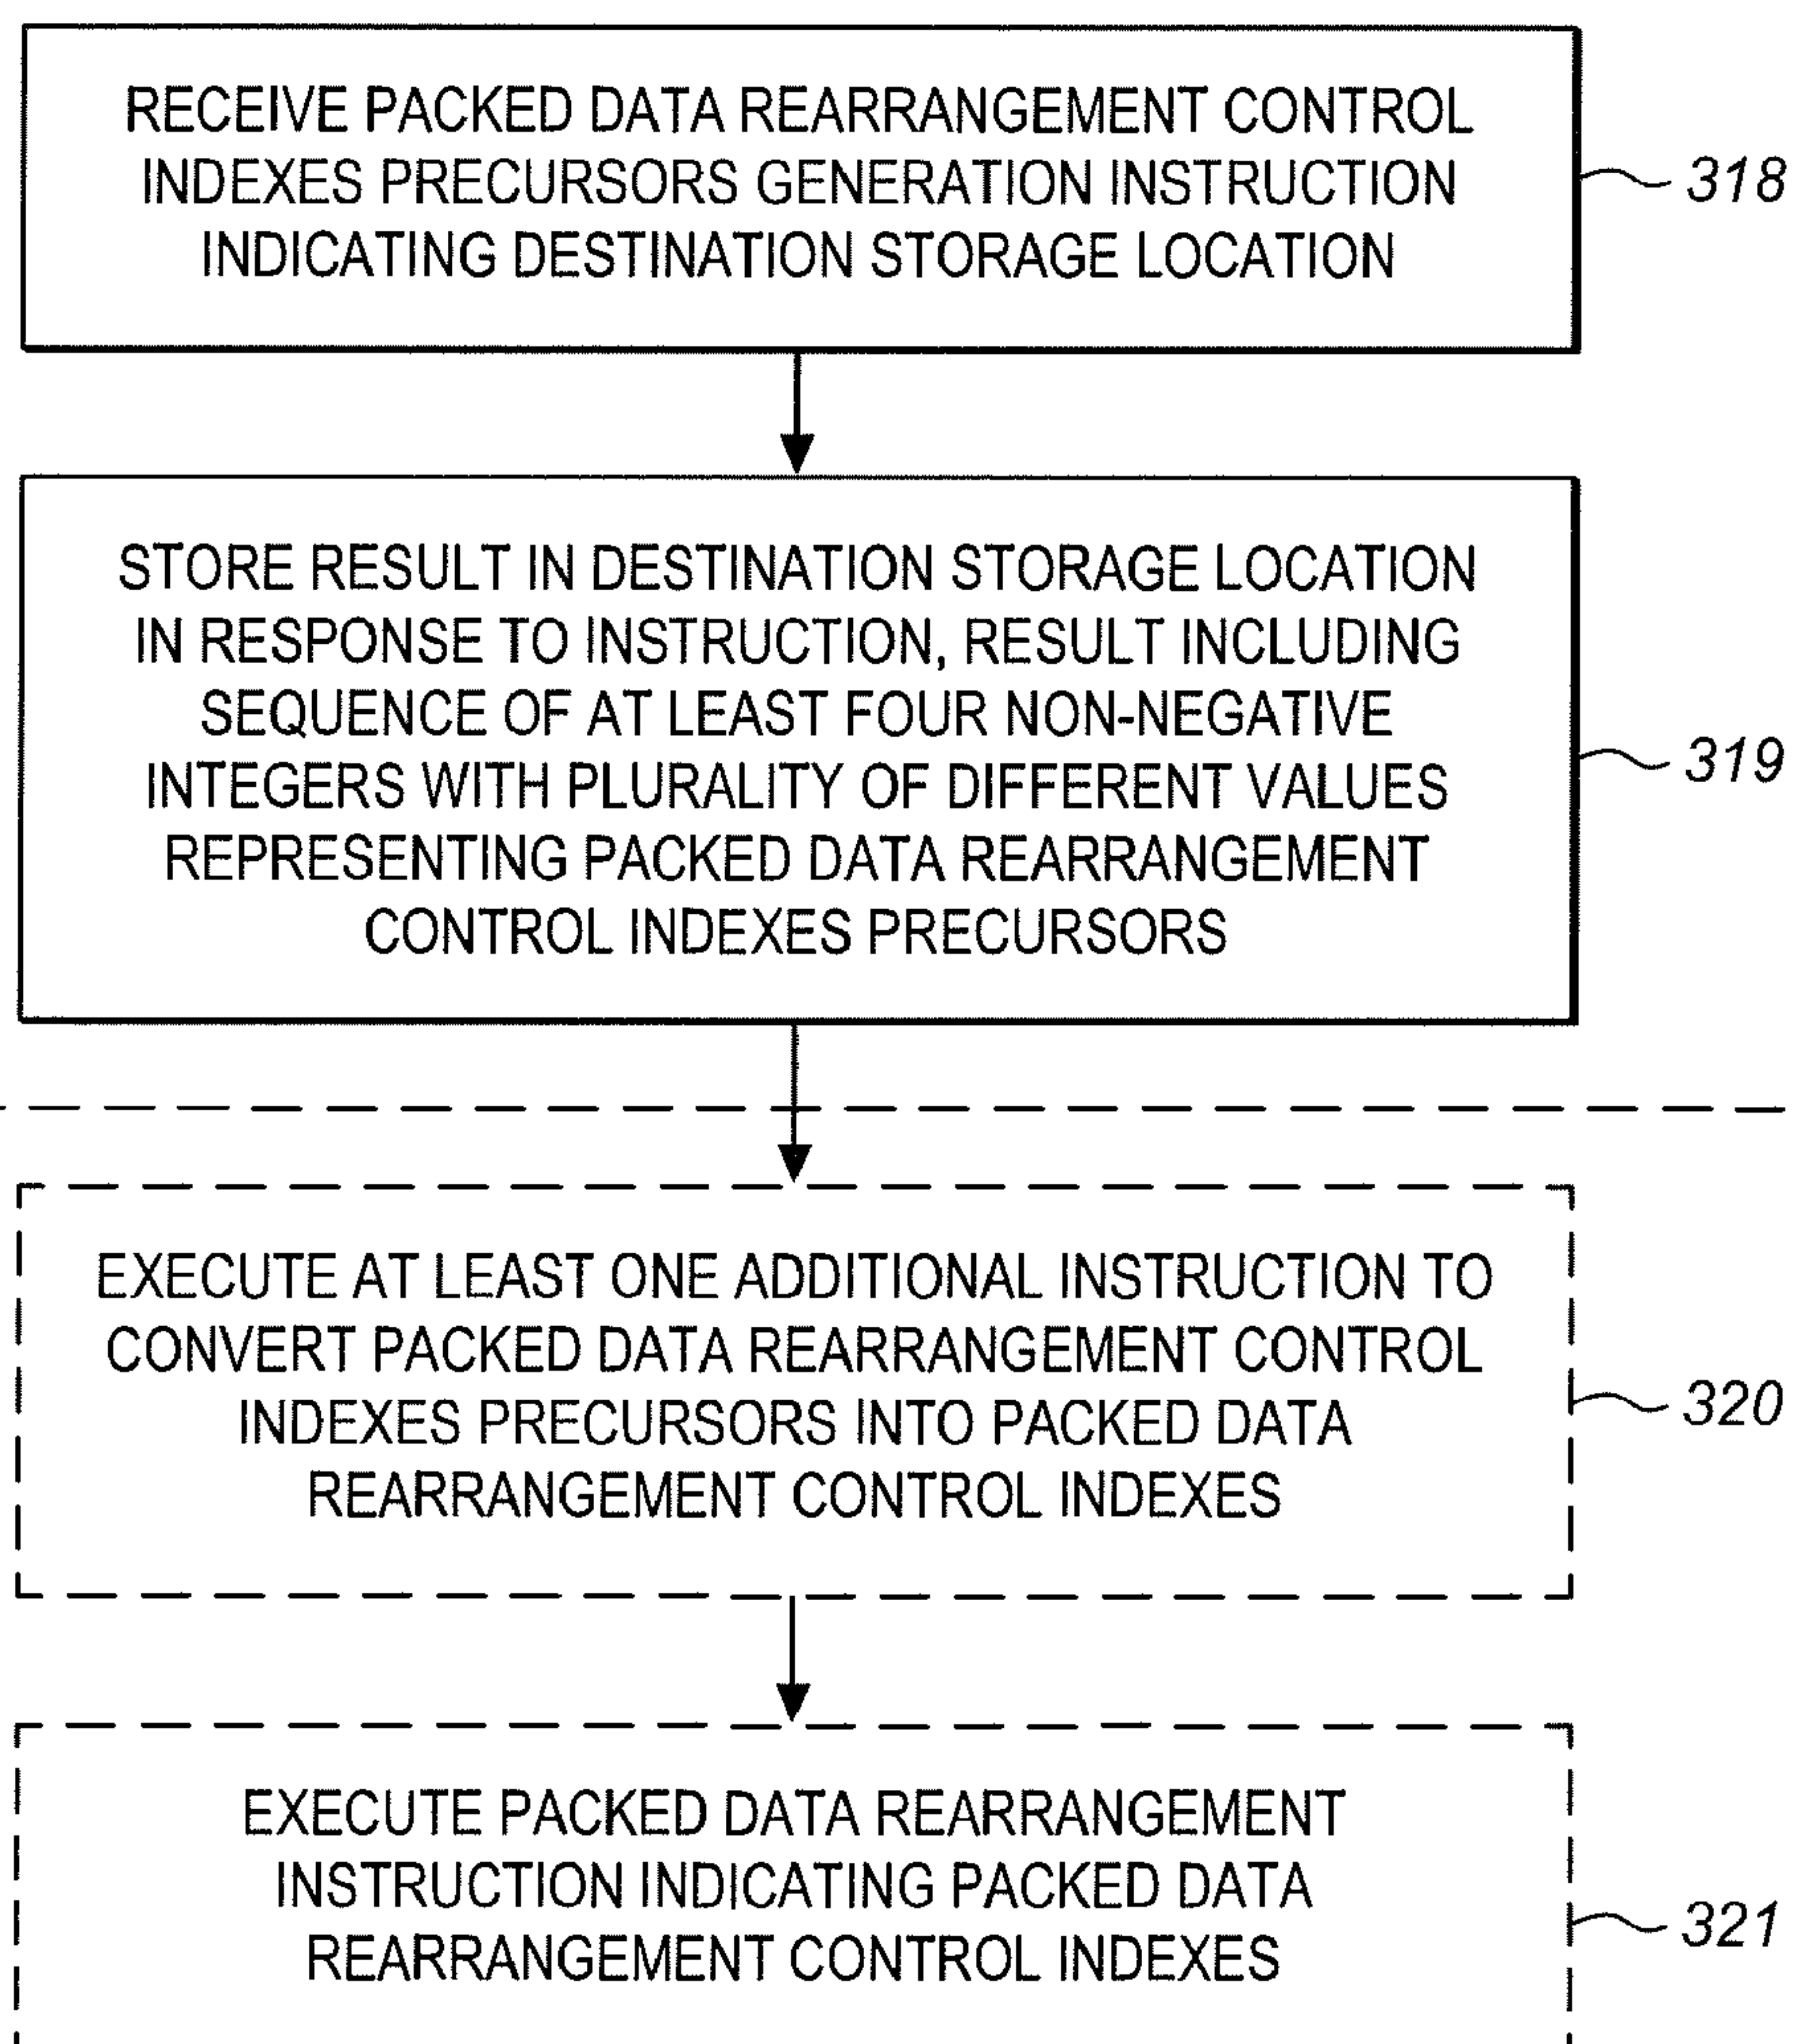 RECEIVE PACKED DATA REARRANGEMENT CONTROL
INDEXES PRECURSORS GENERATION INSTRUCTION
INDICATING DESTINATION STORAGE LOCATION
318
STORE RESULT IN DESTINATION STORAGE LOCATION
IN RESPONSE TO INSTRUCTION, RESULT INCLUDING
SEQUENCE OF AT LEAST FOUR NON-NEGATIVE
INTEGERS WITH PLURALITY OF DIFFERENT VALUES
REPRESENTING PACKED DATA REARRANGEMENT
CONTROL INDEXES PRECURSORS
319
EXECUTE AT LEAST ONE ADDITIONAL INSTRUCTION TO
CONVERT PACKED DATA REARRANGEMENT CONTROL
INDEXES PRECURSORS INTO PACKED DATA
REARRANGEMENT CONTROL INDEXES
320
EXECUTE PACKED DATA REARRANGEMENT
INSTRUCTION INDICATING PACKED DATA
REARRANGEMENT CONTROL INDEXES
321